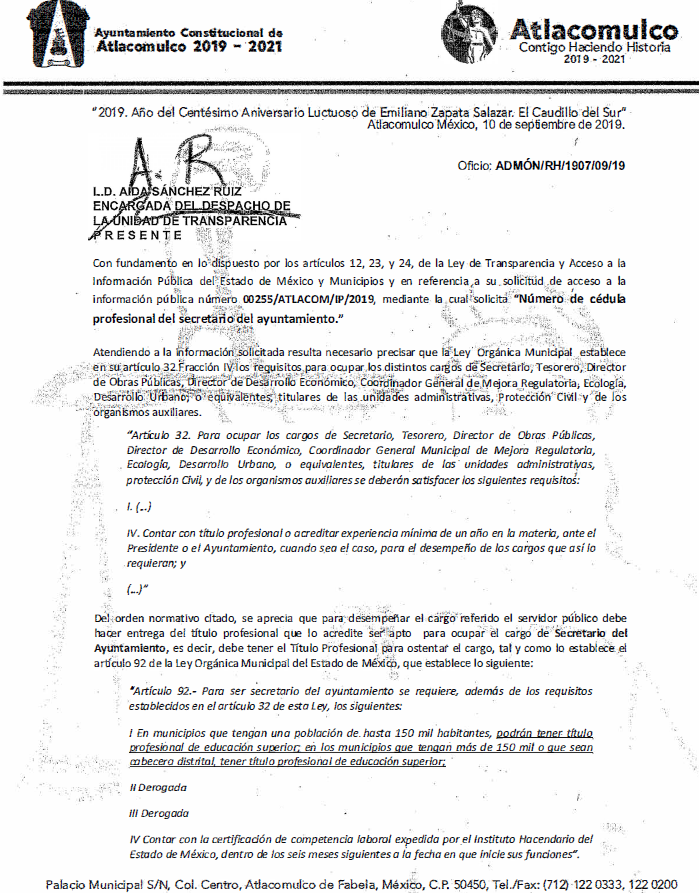 Ayuntamiento Constitucional de
Atlacomulco 2019 - 2021
Atlacomulco
Contigo Haciendo Historia
2019 - 2021
"2019. Año del Centésimo Aniversario Luctuoso de Emiliano Zapata Salazar. El Caudillo del Sur"
Atlacomulco México, 10 de septiembre de 2019.
Oficio: ADMÓN/RH/1907/09/19
A. R
L.D. AIDA SÁNCHEZ RUIZ
ENCARGADA DEL DESPACHO DE
LA UNIDAD DE TRANSPARENCIA
P R E S E N T E
Con fundamento en lo dispuesto por los artículos 12, 23, y 24, de la Ley de Transparencia y Acceso a la
Información Pública del Estado de México y Municipios y en referencia a su solicitud de acceso a la
información pública número 00255/ATLACOM/IP/2019, mediante la cual solicita "Número de cédula
profesional del secretario del ayuntamiento."
Atendiendo a la información solicitada resulta necesario precisar que la Ley Orgánica Municipal establece
en su artículo 32 Fracción IV los requisitos para ocupar los distintos cargos de Secretario, Tesorero, Director
de Obras Públicas, Director de Desarrollo Económico, Coordinador General de Mejora Regulatoria, Ecología,
Desarrollo Urbano, o equivalentes, titulares de las unidades administrativas, Protección Civil y de los
organismos auxiliares.
"Artículo 32. Para ocupar los cargos de Secretario, Tesorero, Director de Obras Públicas,
Director de Desarrollo Económico, Coordinador General Municipal de Mejora Regulatoria,
Ecología, Desarrollo Urbano, o equivalentes, titulares de las unidades administrativas,
protección Civil, y de los organismos auxiliares se deberán satisfacer los siguientes requisitos:
I. (...)
IV. Contar con título profesional o acreditar experiencia mínima de un año en la materia, ante el
Presidente o el Ayuntamiento, cuando sea el caso, para el desempeño de los cargos que así lo
requieran; y
(...)"
Del orden normativo citado, se aprecia que para desempeñar el cargo referido el servidor público debe
hacer entrega del título profesional que lo acredite ser apto para ocupar el cargo de Secretario del
Ayuntamiento, es decir, debe tener el Título Profesional para ostentar el cargo, tal y como lo establece el
artículo 92 de la Ley Orgánica Municipal del Estado de México, que establece lo siguiente:
"Artículo 92.- Para ser secretario del ayuntamiento se requiere, además de los requisitos
establecidos en el artículo 32 de esta Ley, los siguientes:
I En municipios que tengan una población de hasta 150 mil habitantes, podrán tener título
profesional de educación superior; en los municipios que tengan más de 150 mil o que sean
cabecera distrital, tener título profesional de educación superior;
II Derogada
III Derogada
IV Contar con la certificación de competencia laboral expedida por el Instituto Hacendario del
Estado de México, dentro de los seis meses siguientes a la fecha en que inicie sus funciones".
Palacio Municipal S/N, Col. Centro, Atlacomulco de Fabela, México, C.P. 50450, Tel./Fax: (712) 122 0333, 122 0200